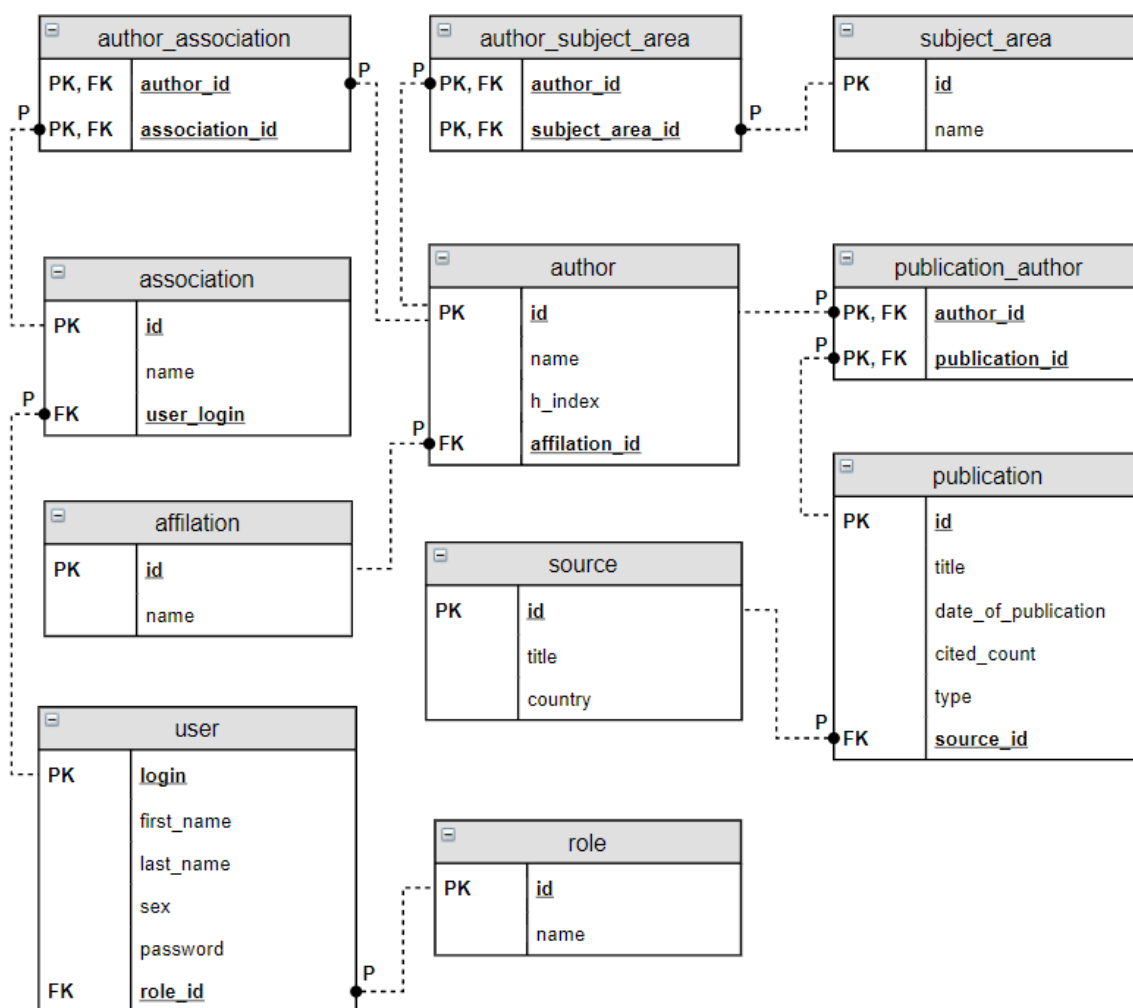 author_association
P
PK, FK author_id
P
PK, FK association_id
author_subject_area
P
PK, FK author_id
P
PK, FK subject_area_id
subject_area
PK id
name
association
PK id
name
P
FK user_login
author
PK id
name
h_index
P
FK affilation_id
publication_author
P
PK, FK author_id
P
PK, FK publication_id
affilation
PK id
name
source
PK id
title
country
publication
PK id
title
date_of_publication
cited_count
type
P
FK source_id
user
PK login
first_name
last_name
sex
password
P
FK role_id
role
PK id
name